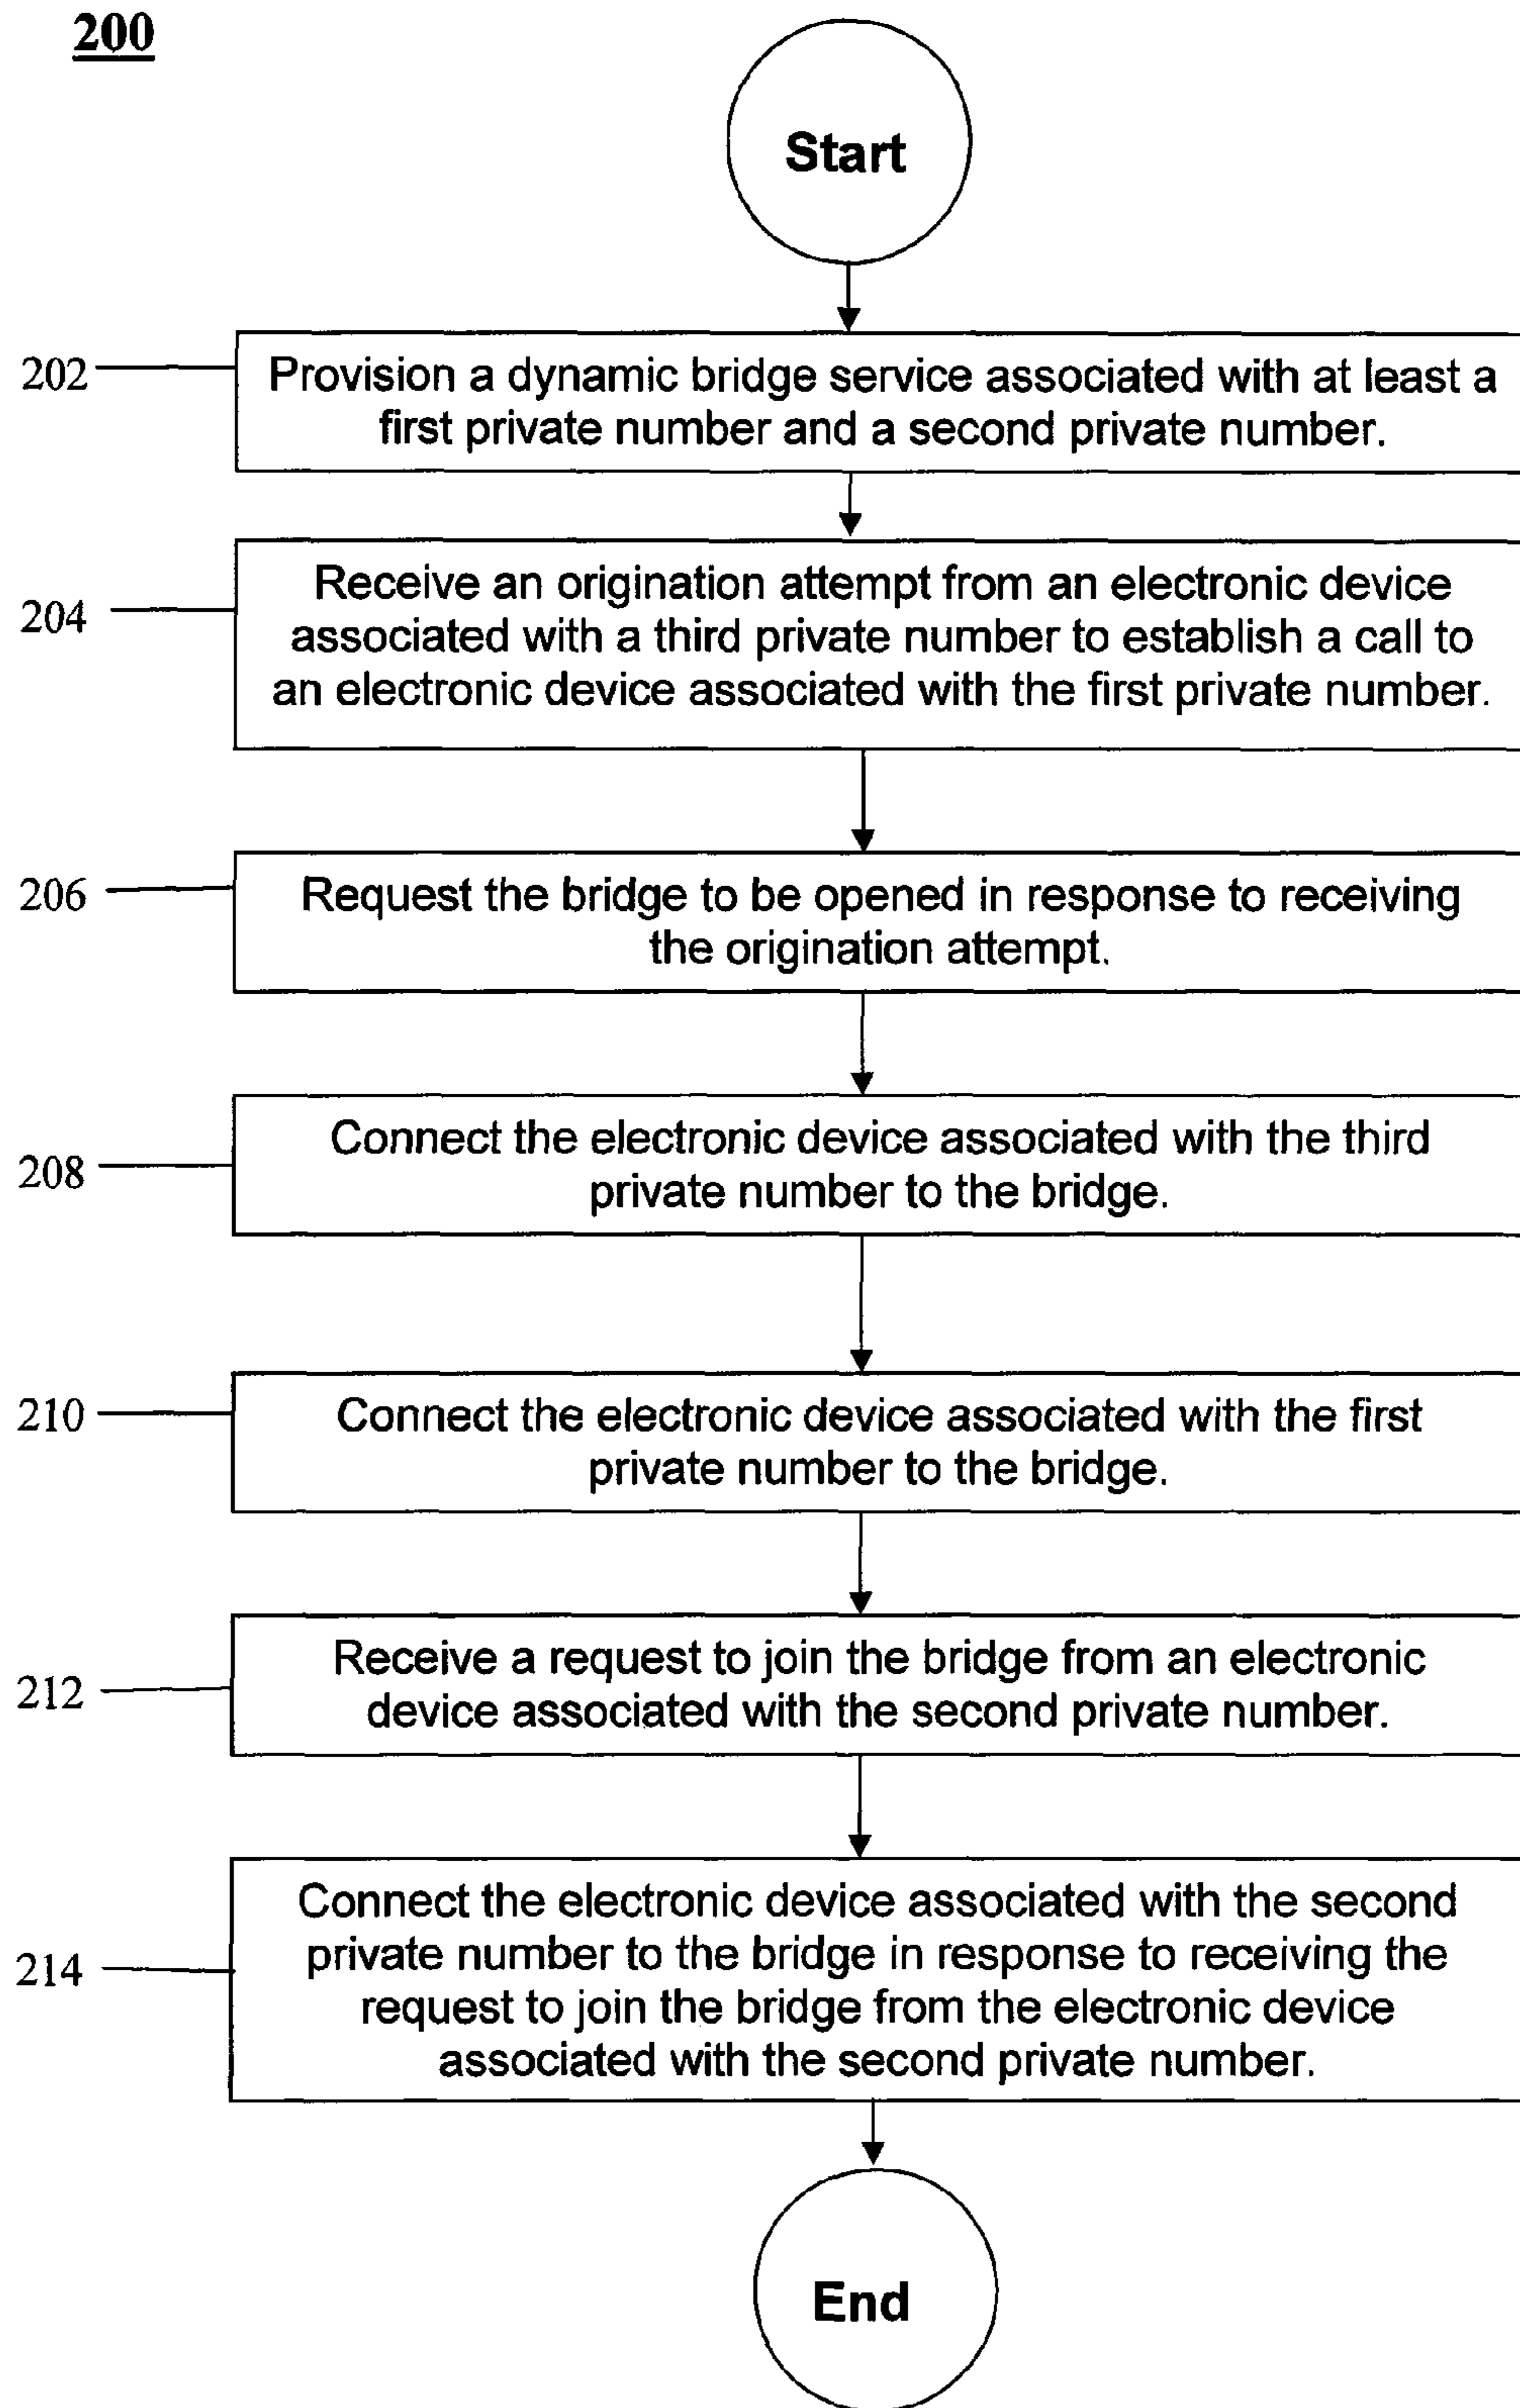 200
Start
202
Provision a dynamic bridge service associated with at least a
first private number and a second private number.
204
Receive an origination attempt from an electronic device
associated with a third private number to establish a call to
an electronic device associated with the first private number.
206
Request the bridge to be opened in response to receiving
the origination attempt.
208
Connect the electronic device associated with the third
private number to the bridge.
210
Connect the electronic device associated with the first
private number to the bridge.
212
Receive a request to join the bridge from an electronic
device associated with the second private number.
214
Connect the electronic device associated with the second
private number to the bridge in response to receiving the
request to join the bridge from the electronic device
associated with the second private number.
End